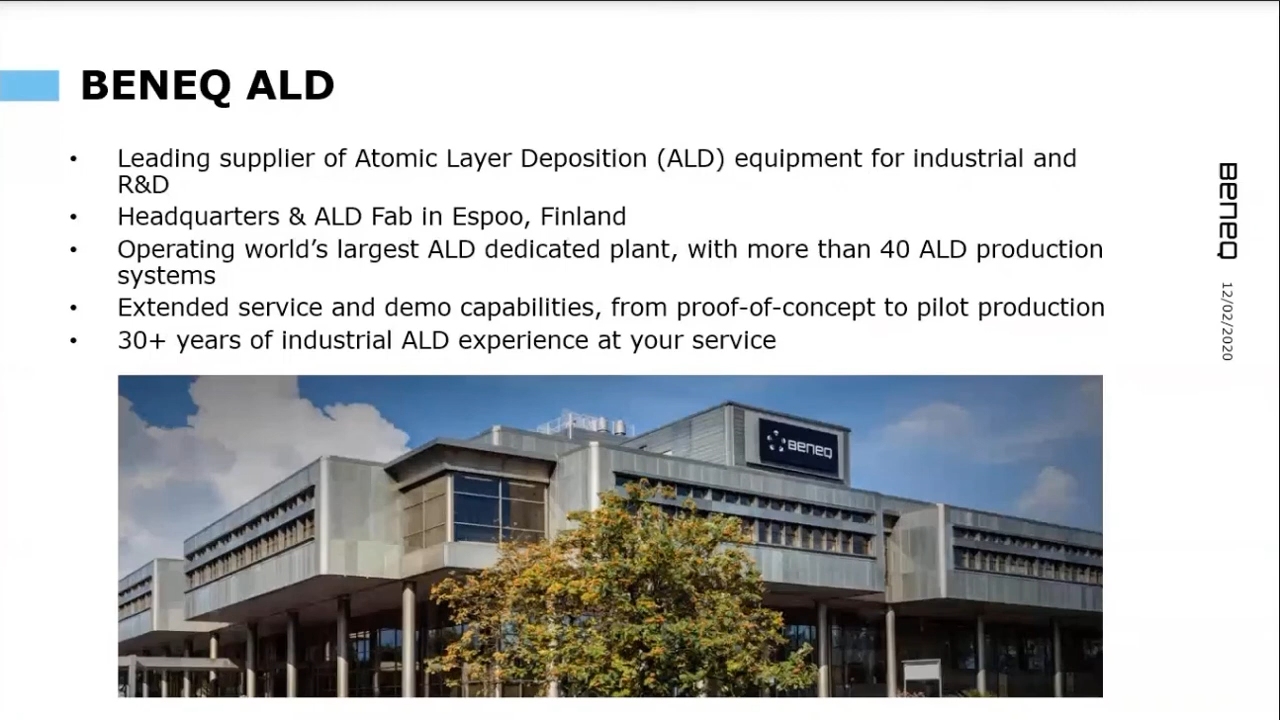 BENEQ ALD
• Leading supplier of Atomic Layer Deposition (ALD) equipment for industrial and
R&D
• Headquarters & ALD Fab in Espoo, Finland
• Operating world’s largest ALD dedicated plant, with more than 40 ALD production
systems
• Extended service and demo capabilities, from proof-of-concept to pilot production
• 30+ years of industrial ALD experience at your service
BENEQ
Beneq
12/02/2020